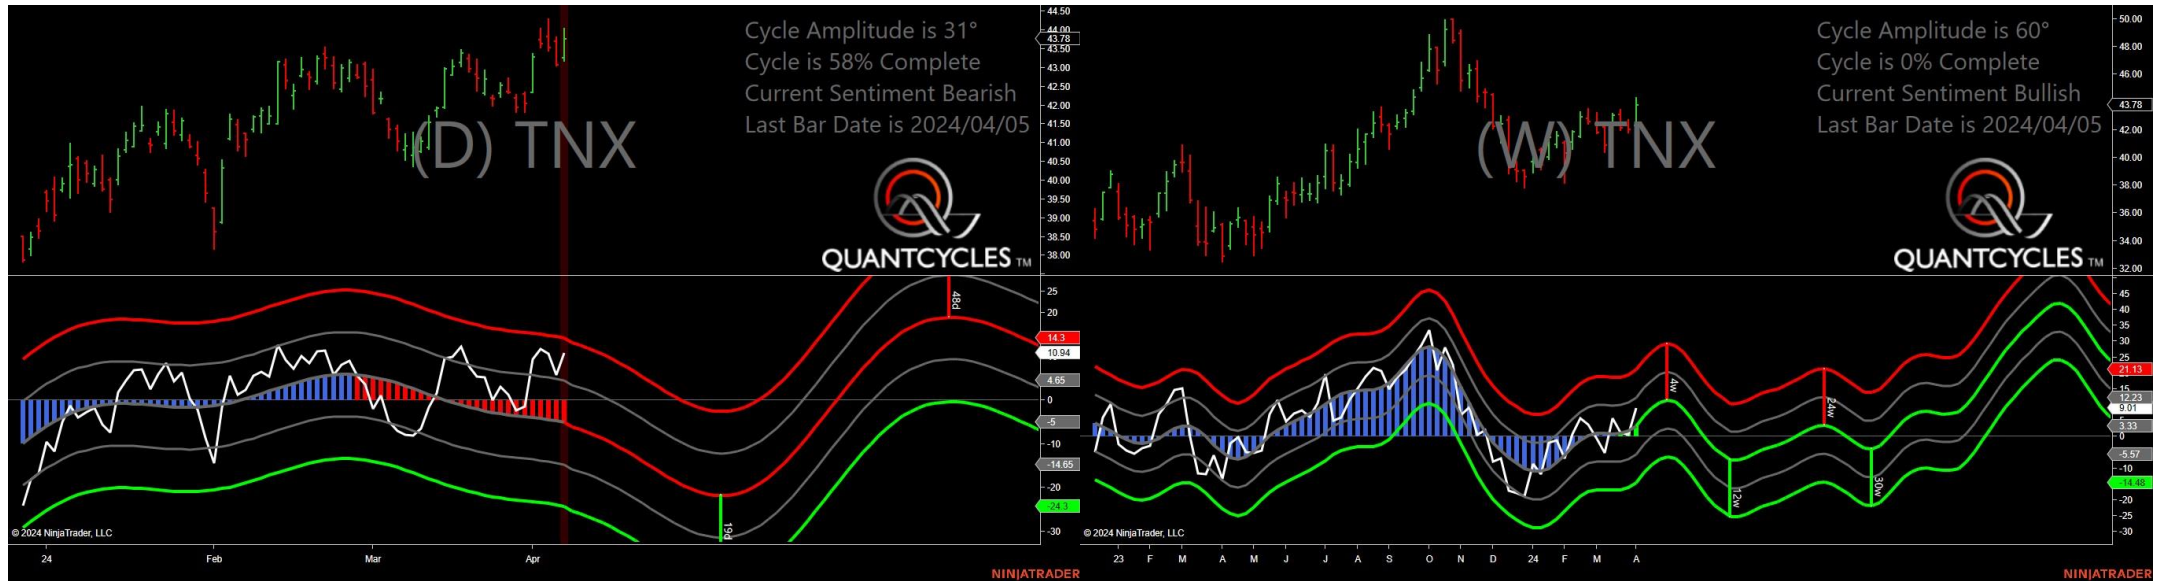 Cycle Amplitude is 31°
Cycle is 58% Complete
Current Sentiment Bearish
Last Bar Date is 2024/04/05
(D) TNX
QUANTCYCLES TM
44.50
44.00
43.78
43.50
43.00
42.50
42.00
41.50
41.00
40.50
40.00
39.50
39.00
38.50
38.00
48d
19d
25
20
14.3
10.94
4.65
0
-5
-10
-14.65
-20
-24.3
-30
© 2024 NinjaTrader, LLC
24 Feb Mar Apr
NINJATRADER
Cycle Amplitude is 60°
Cycle is 0% Complete
Current Sentiment Bullish
Last Bar Date is 2024/04/05
(W) TNX
QUANTCYCLES TM
50.00
48.00
46.00
43.78
42.00
40.00
38.00
36.00
34.00
32.00
4w
12w
24w
30w
45
40
35
30
25
21.13
15
12.23
9.01
3.33
0
-5.57
-10
-14.48
-20
-25
-30
© 2024 NinjaTrader, LLC
23 F M A M J J A S O N D 24 F M A
NINJATRADER